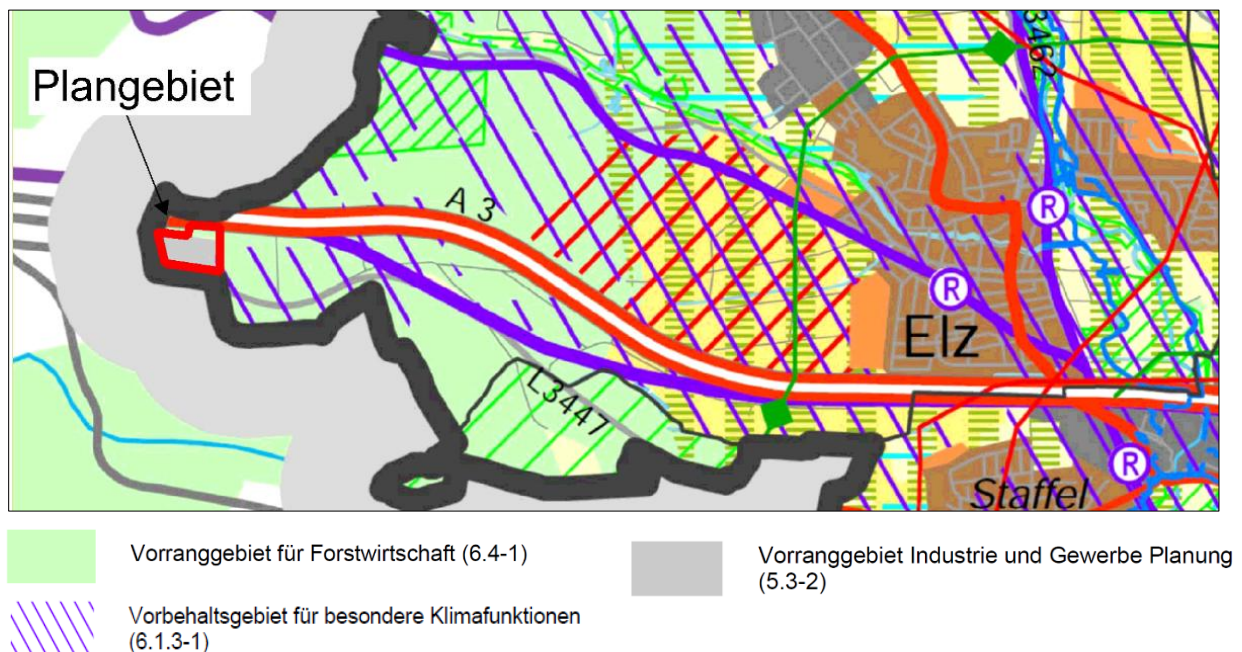 Plangebiet
3462
A 3
R
R
Elz
L3447
R
Staffel
Vorranggebiet für Forstwirtschaft (6.4-1)
Vorranggebiet Industrie und Gewerbe Planung
(5.3-2)
Vorbehaltsgebiet für besondere Klimafunktionen
(6.1.3-1)